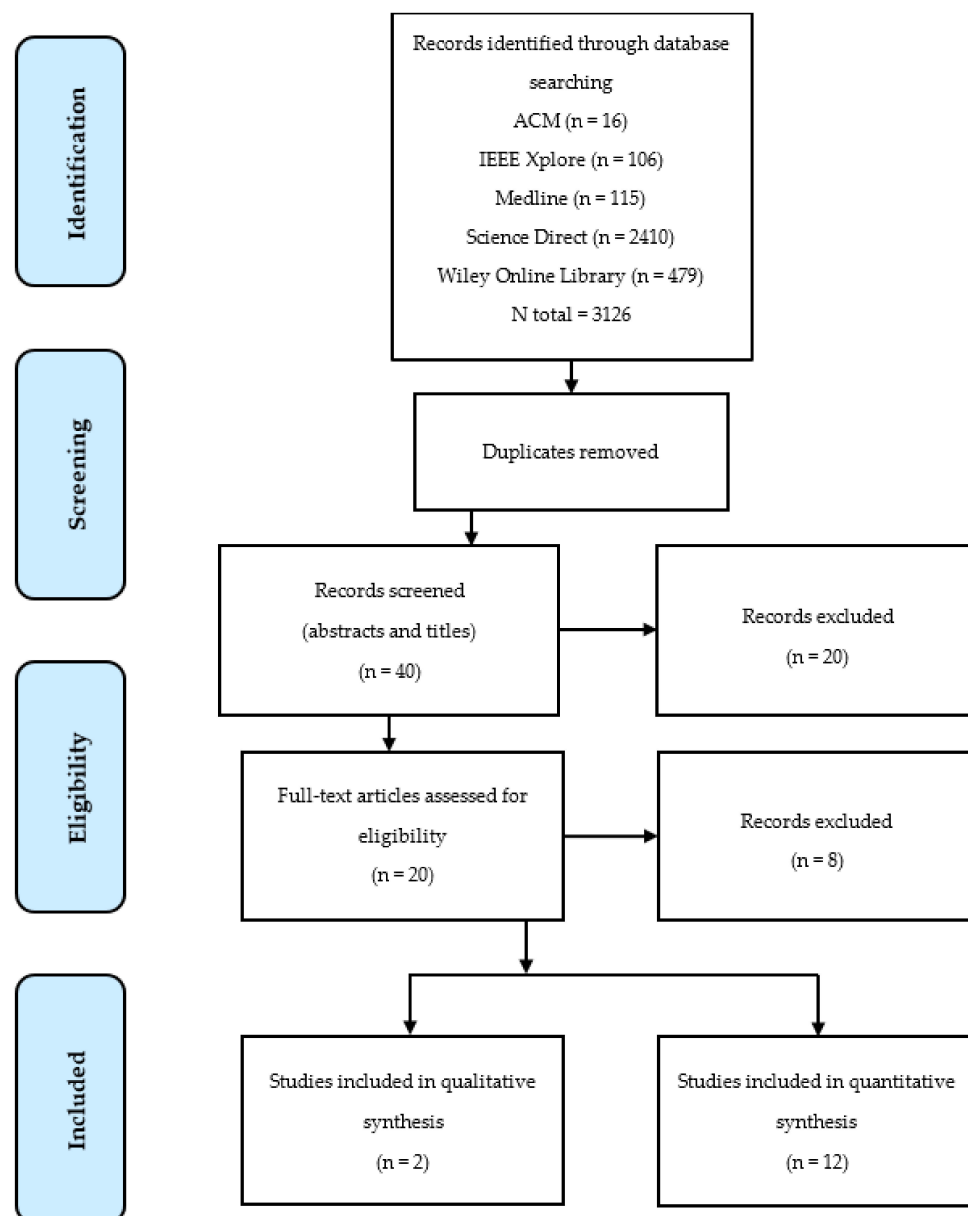 Identification
Records identified through database
searching
ACM (n = 16)
IEEE Xplore (n = 106)
Medline (n = 115)
Science Direct (n = 2410)
Wiley Online Library (n = 479)
N total = 3126
Screening
Duplicates removed
Records screened
(abstracts and titles)
(n = 40)
Records excluded
(n = 20)
Eligibility
Full-text articles assessed for
eligibility
(n = 20)
Records excluded
(n = 8)
Included
Studies included in qualitative
synthesis
(n = 2)
Studies included in quantitative
synthesis
(n = 12)